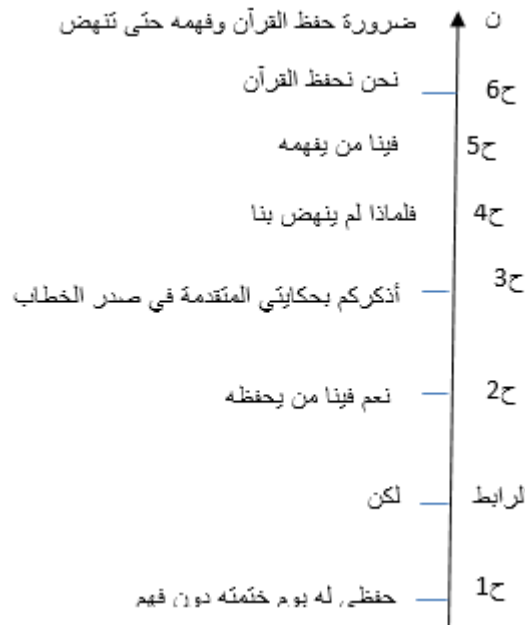 ن ضرورة حفظ القرآن وفهمه حتى تنهض
ح6 نحن نحفظ القرآن
ح5 فينا من يفهمه
ح4 فلماذا لم ينهض بنا
ح3 أذكركم بحكايتي المتقدمة في صدر الخطاب
ح2 نعم فينا من يحفظه
لرابط لكن
ح1 حفظي له يوم ختمته دون فهم